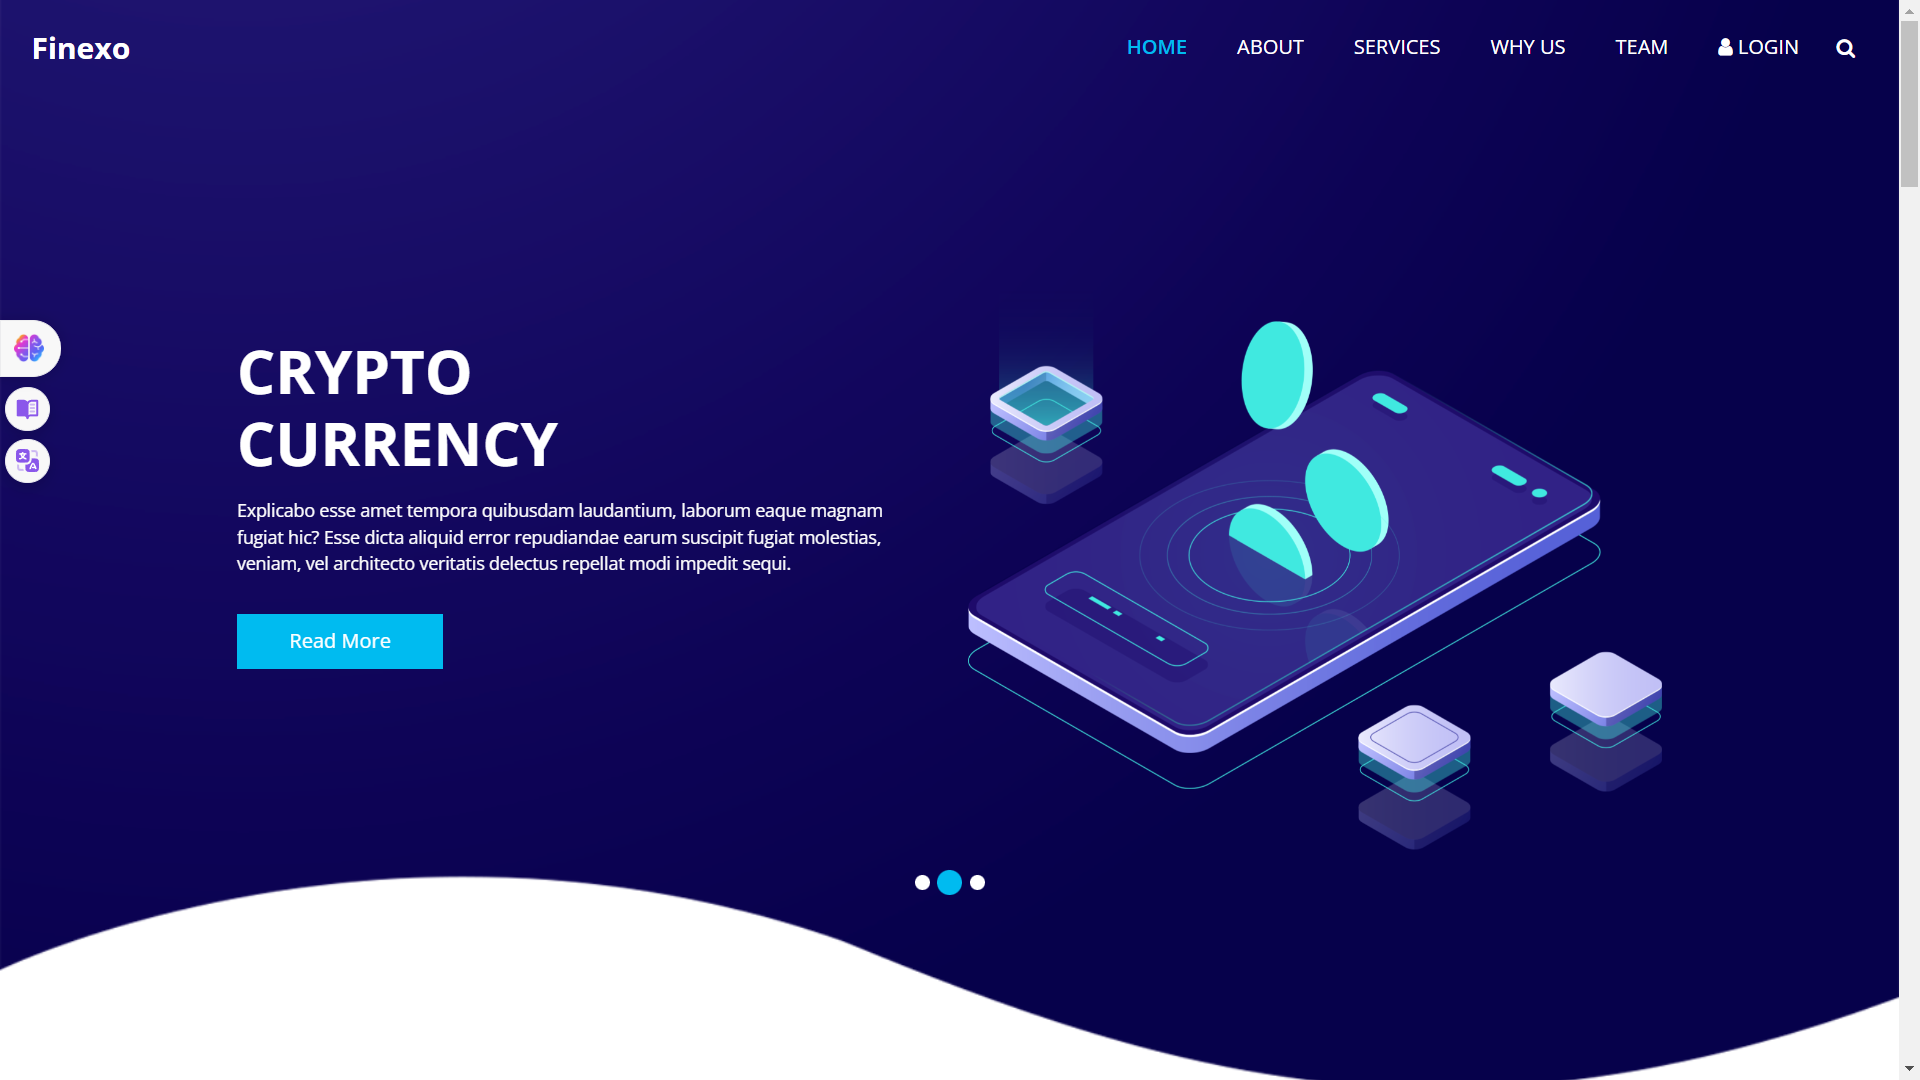 Finexo
HOME ABOUT SERVICES WHY US TEAM LOGIN
CRYPTO
CURRENCY
Explicabo esse amet tempora quibusdam laudantium, laborum eaque magnam
fugiat hic? Esse dicta aliquid error repudiandae earum suscipit fugiat molestias,
veniam, vel architecto veritatis delectus repellat modi impedit sequi.
Read More